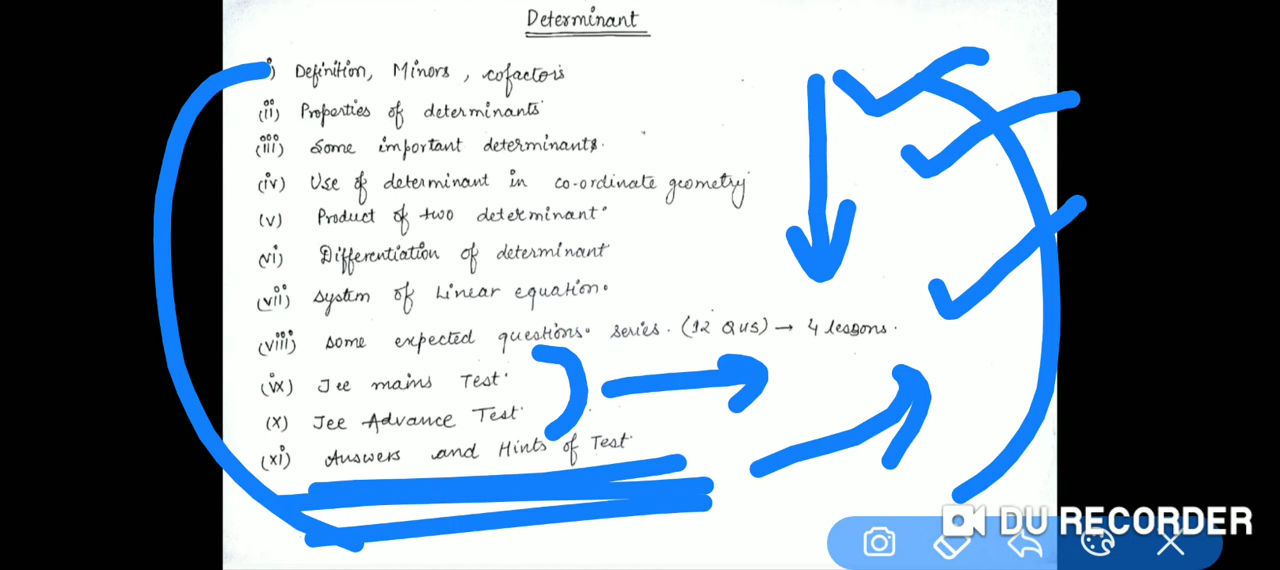 Determinant
(i) Definition, Minors, cofactors
(ii) Properties of determinants
(iii) Some important determinants.
(iv) Use of determinant in co-ordinate geometry
(v) Product of two determinant.
(vi) Differentiation of determinant
(vii) System of Linear equation.
(viii) Some expected questions. series. (12 QUS) → 4 lessons.
(ix) Jee mains Test.
(x) Jee Advance Test.
(xi) Answers and Hints of Test.
DU RECORDER